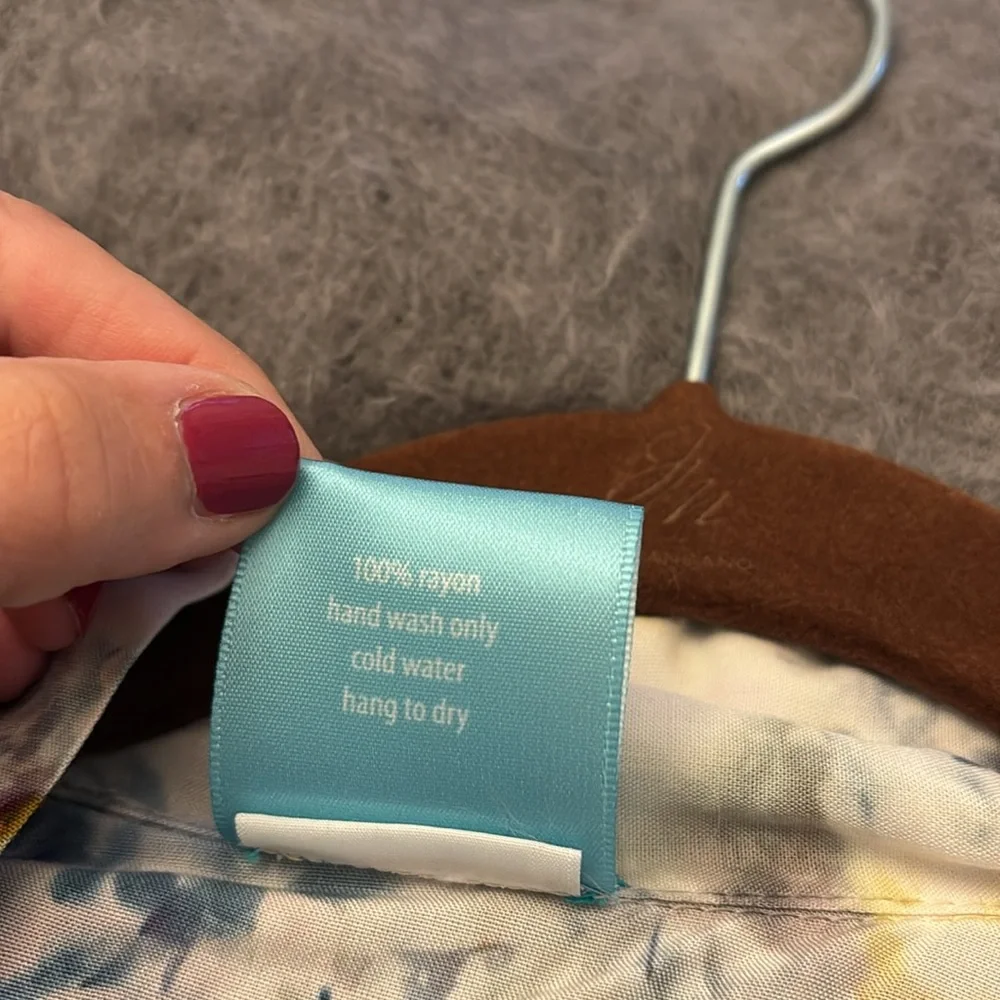 100% rayon
hand wash only
cold water
hang to dry